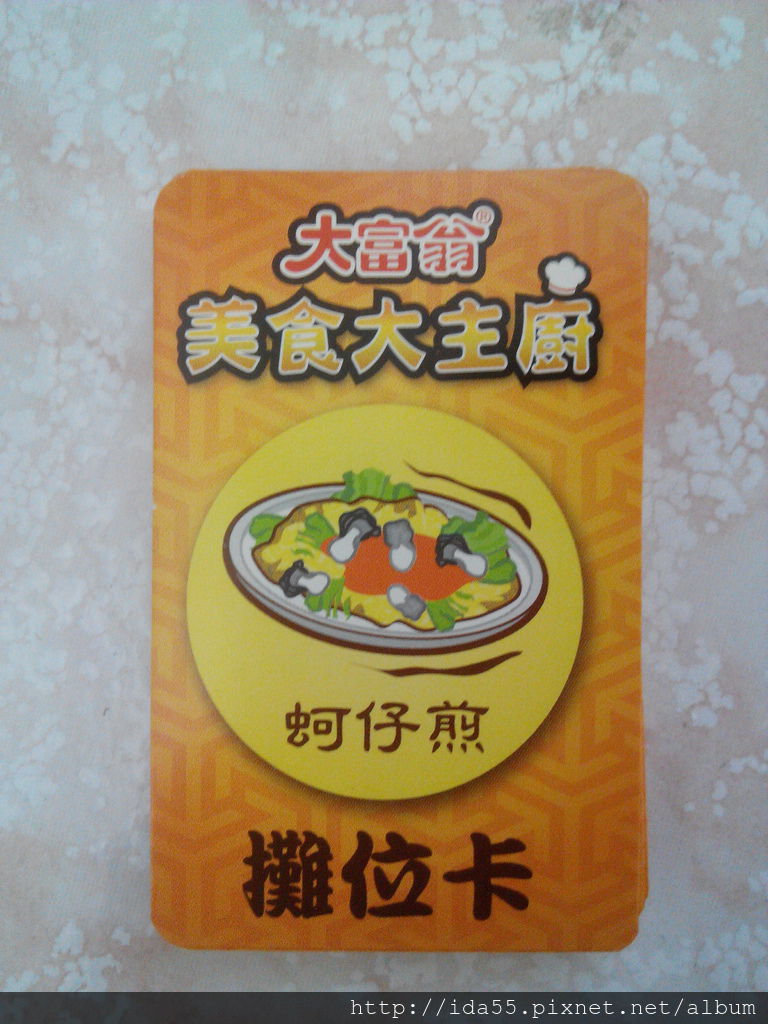 大富翁®
美食大主廚
蚵仔煎
攤位卡
http://ida55.pixnet.net/album